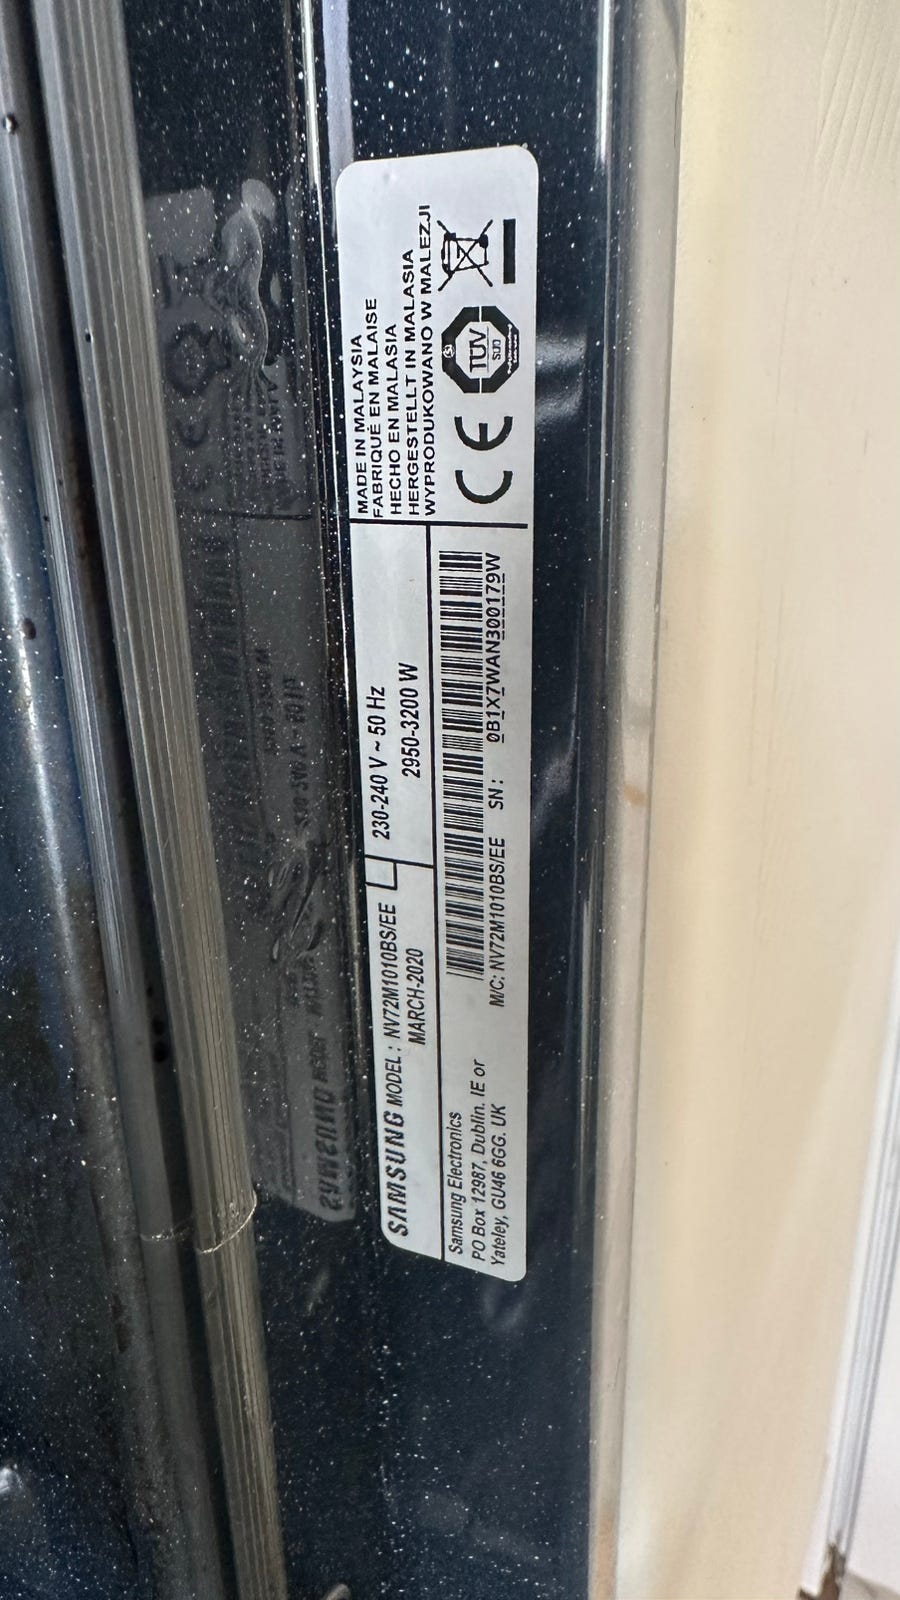 SAMSUNG MODEL : NV72M1010BS/EE
MARCH-2020
230-240 V ~ 50 Hz
2950-3200 W
MADE IN MALAYSIA
FABRIQUÉ EN MALAISE
HECHO EN MALASIA
HERGESTELLT IN MALASIA
WYPRODUKOWANO W MALEZJI
Samsung Electronics
PO Box 12987, Dublin. IE or
Yateley, GU46 6GG. UK
M/C: NV72M1010BS/EE SN : 0B1X7WAN300179W
CE
TÜV
SÜD